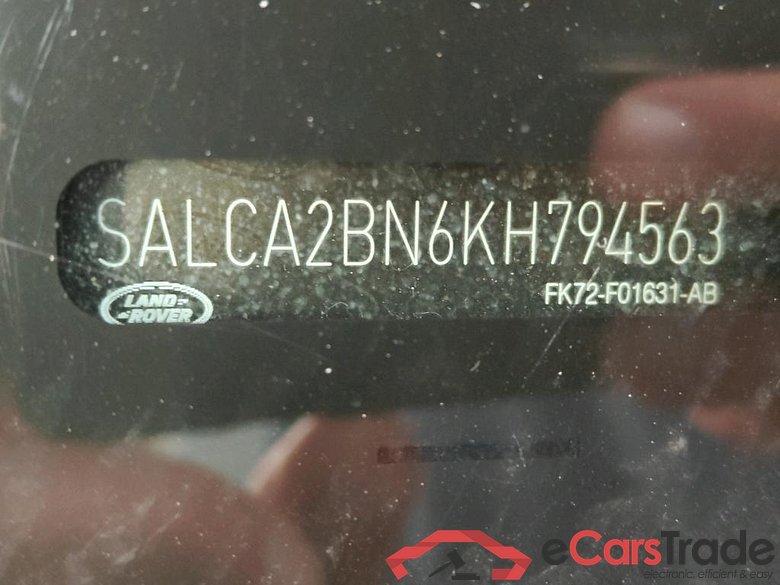 SALCA2BN6KH794563
LAND-
-ROVER
FK72-F01631-AB
eCarsTrade
electronic, efficient & easy